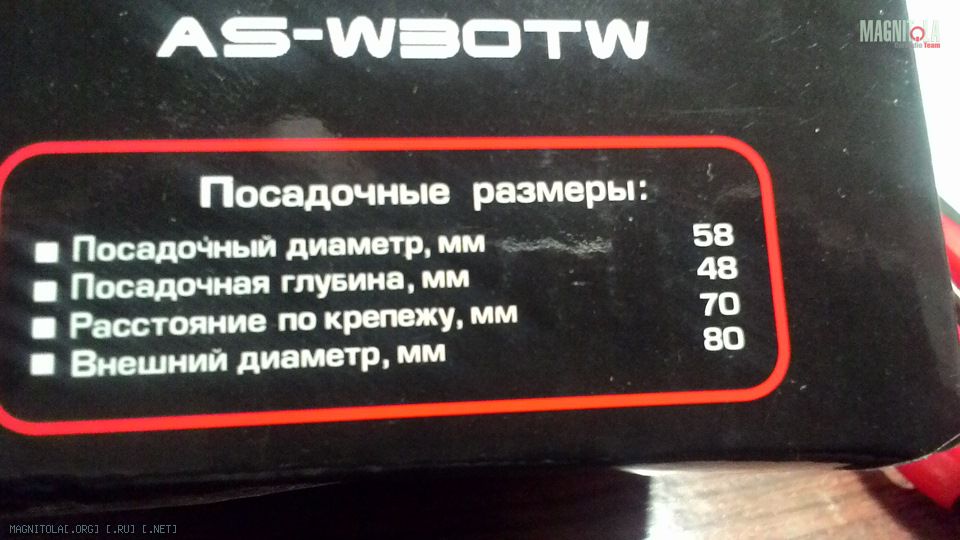 AS-W30TW
MAGNITOLA
Team
Посадочные размеры:
■ Посадочный диаметр, мм 58
■ Посадочная глубина, мм 48
■ Расстояние по крепежу, мм 70
■ Внешний диаметр, мм 80
MAGNITOLA[.ORG] [.RU] [.NET]